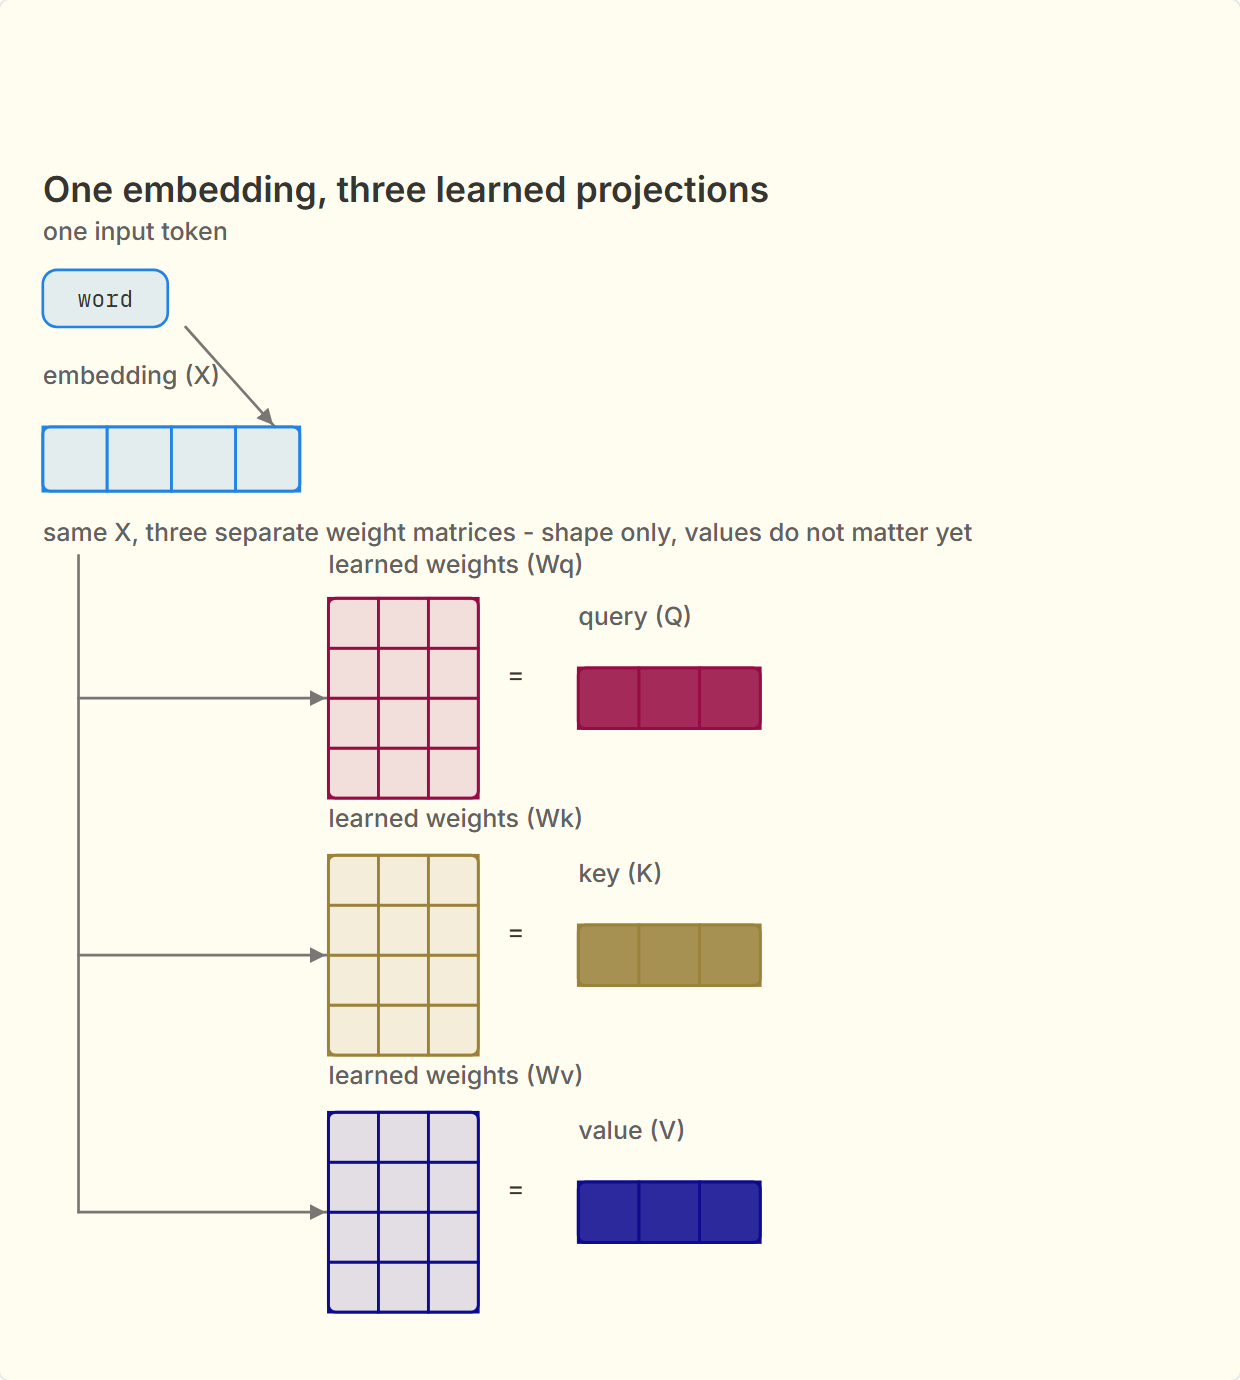 One embedding, three learned projections
one input token
word
embedding (X)
same X, three separate weight matrices - shape only, values do not matter yet
learned weights (Wq)
query (Q)
=
learned weights (Wk)
key (K)
=
learned weights (Wv)
value (V)
=